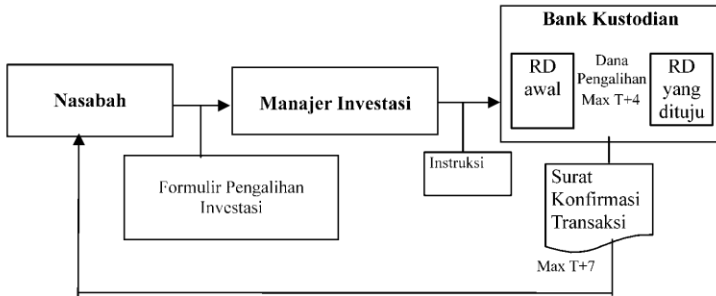 Bank Kustodian
RD
awal
Dana
Pengalihan
Max T+4
RD
yang
dituju
Nasabah
Manajer Investasi
Formulir Pengalihan
Investasi
Instruksi
Surat
Konfirmasi
Transaksi
Max T+7